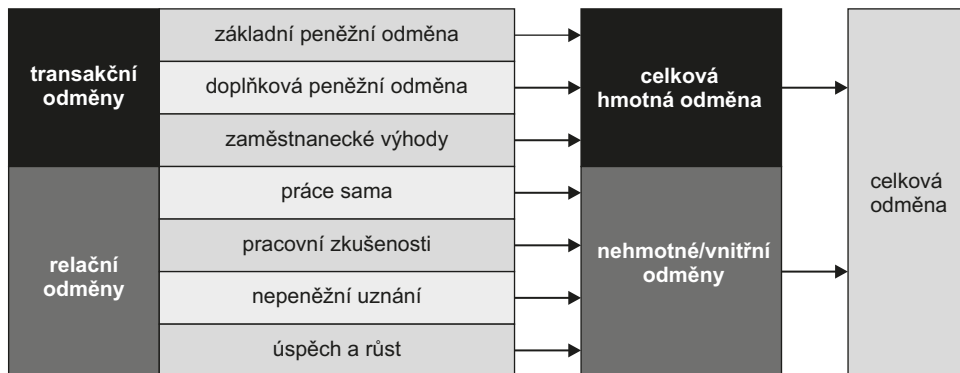 transakční
odměny
základní peněžní odměna
doplňková peněžní odměna
zaměstnanecké výhody
celková
hmotná odměna
relační
odměny
práce sama
pracovní zkušenosti
nepeněžní uznání
úspěch a růst
nehmotné/vnitřní
odměny
celková
odměna